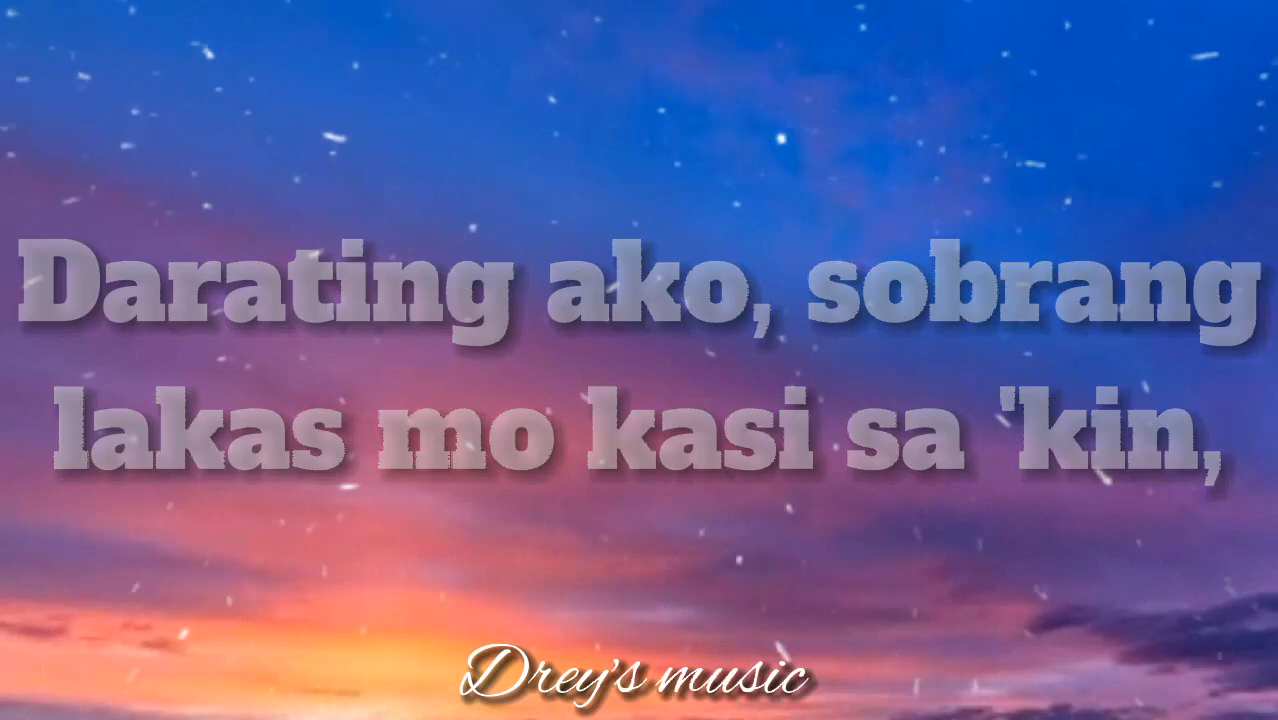 Darating ako, sobrang
lakas mo kasi sa 'kin,
Drey's music